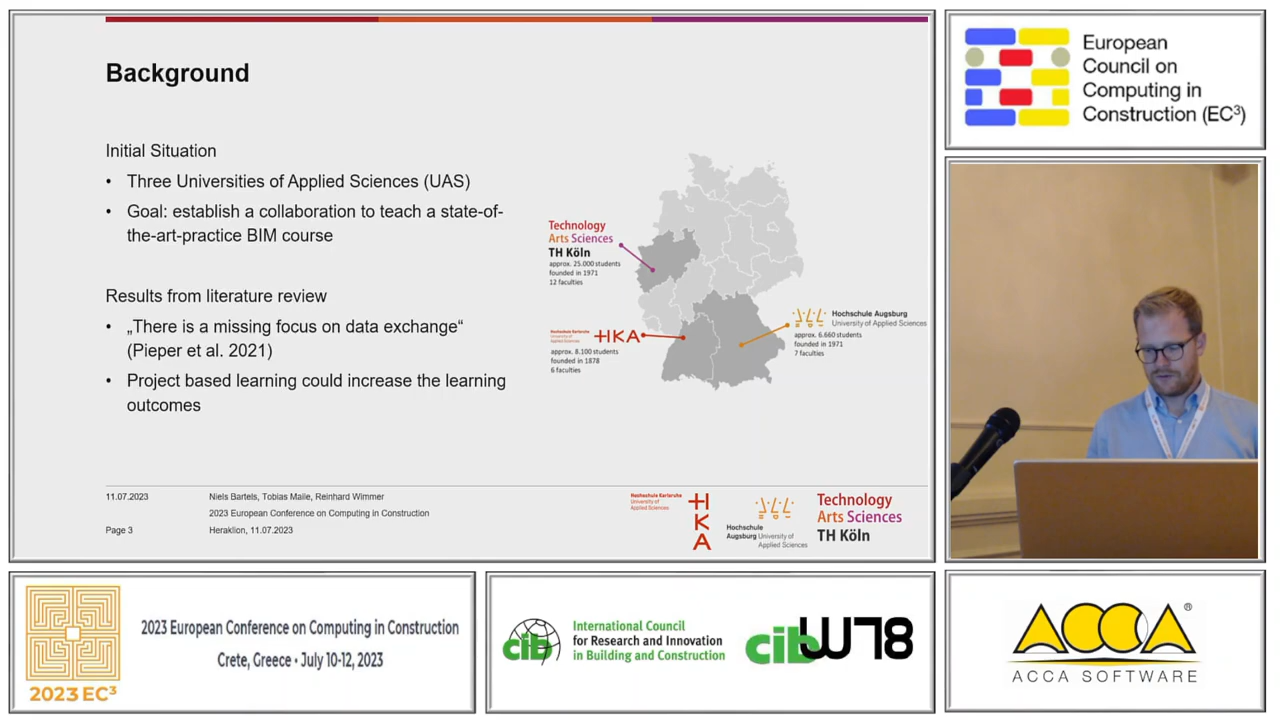 Background
Initial Situation
• Three Universities of Applied Sciences (UAS)
• Goal: establish a collaboration to teach a state-of-
the-art-practice BIM course
Results from literature review
• „There is a missing focus on data exchange“
(Pieper et al. 2021)
• Project based learning could increase the learning
outcomes
Technology
Arts Sciences
TH Köln
approx. 25.000 students
founded in 1971
12 faculties
Hochschule Karlsruhe
University of
Applied Sciences
HKA
approx. 8.100 students
founded in 1878
6 faculties
Hochschule Augsburg
University of Applied Sciences
approx. 6.660 students
founded in 1971
7 faculties
11.07.2023
Niels Bartels, Tobias Maile, Reinhard Wimmer
2023 European Conference on Computing in Construction
Page 3
Heraklion, 11.07.2023
Hochschule Karlsruhe
University of
Applied Sciences
H
K
A
Hochschule
Augsburg University of
Applied Sciences
Technology
Arts Sciences
TH Köln
European
Council on
Computing in
Construction (EC³)
2023 EC³
2023 European Conference on Computing in Construction
Crete, Greece • July 10-12, 2023
cib
International Council
for Research and Innovation
in Building and Construction
cib W78
ACCA ®
ACCA SOFTWARE